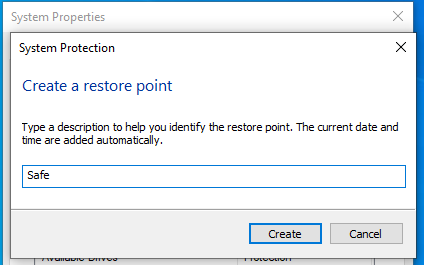 System Properties
System Protection
Create a restore point
Type a description to help you identify the restore point. The current date and
time are added automatically.
Safe
Create Cancel
Available Drives Protection